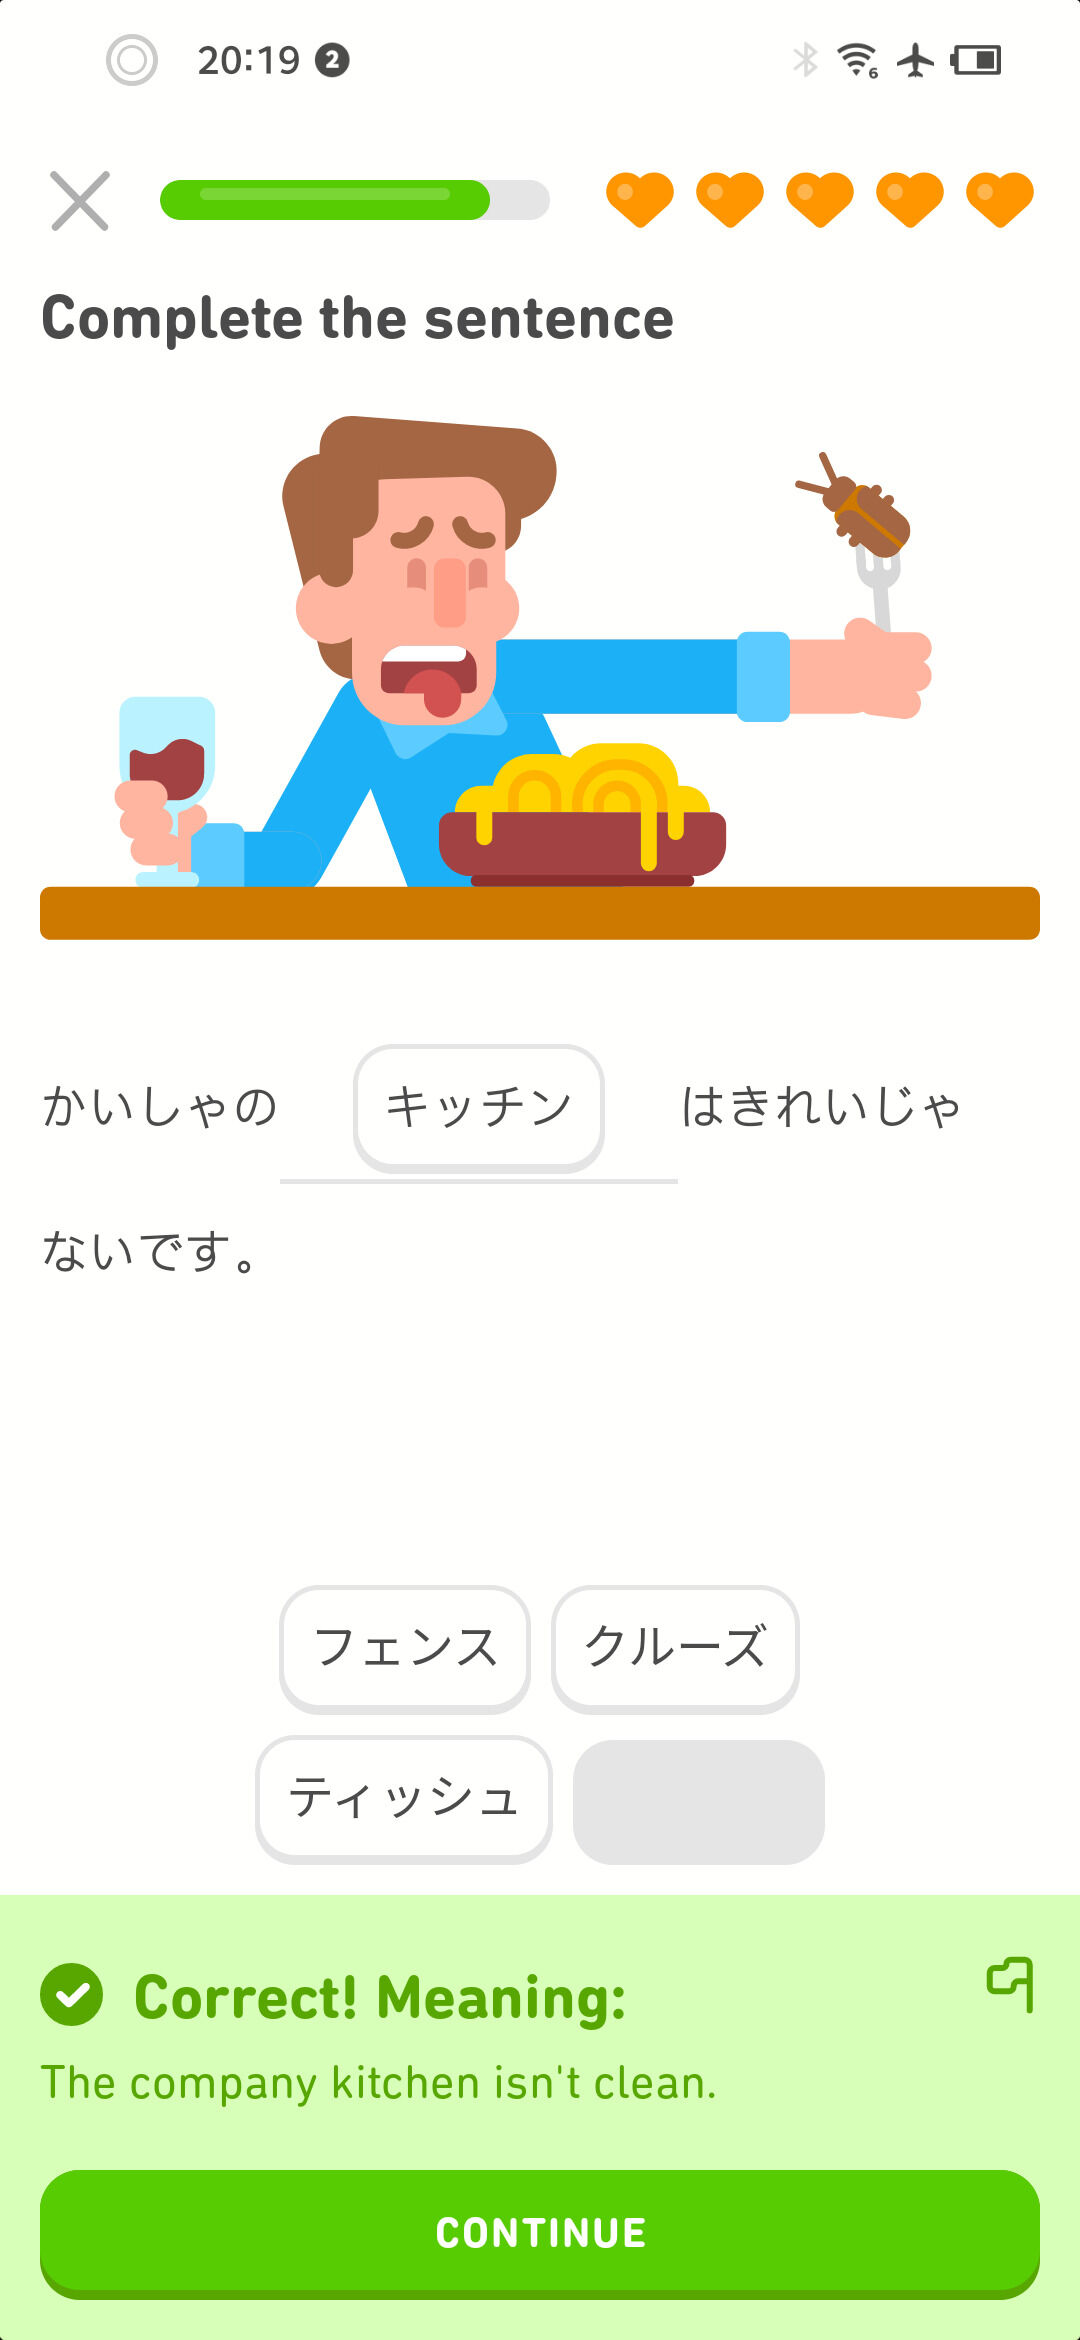 20:19 2
6
Complete the sentence
かいしゃの キッチン はきれいじゃ
ないです。
フェンス クルーズ
ティッシュ
Correct! Meaning:
The company kitchen isn't clean.
CONTINUE